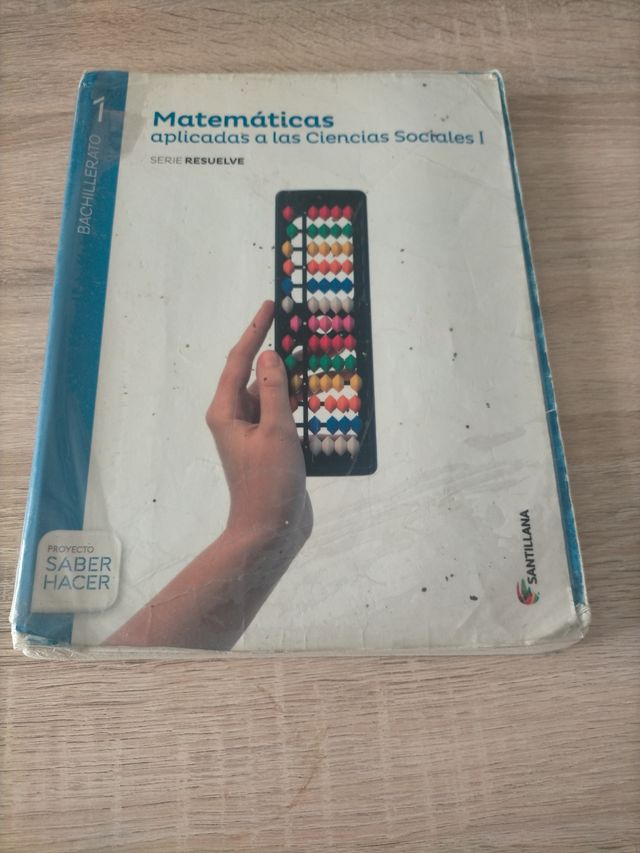 BACHILLERATO 1
Matemáticas
aplicadas a las Ciencias Sociales I
SERIE RESUELVE
PROYECTO
SABER
HACER
SANTILLANA